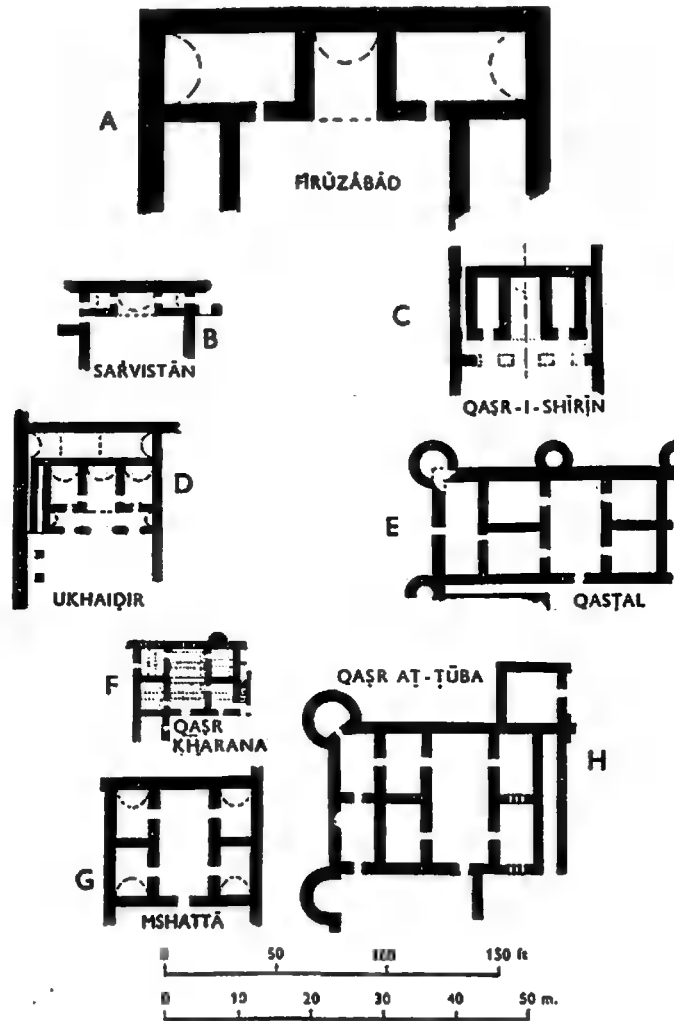 A
FĪRŪZĀBĀD
B
SARVISTĀN
C
QAṢR-I-SHĪRĪN
D
UKHAIḌIR
E
QASṬAL
F
QAṢR
KHARANA
QAṢR AṬ-ṬŪBA
H
G
MSHATTĀ
0 50 100 150 ft
0 10 20 30 40 50 m.